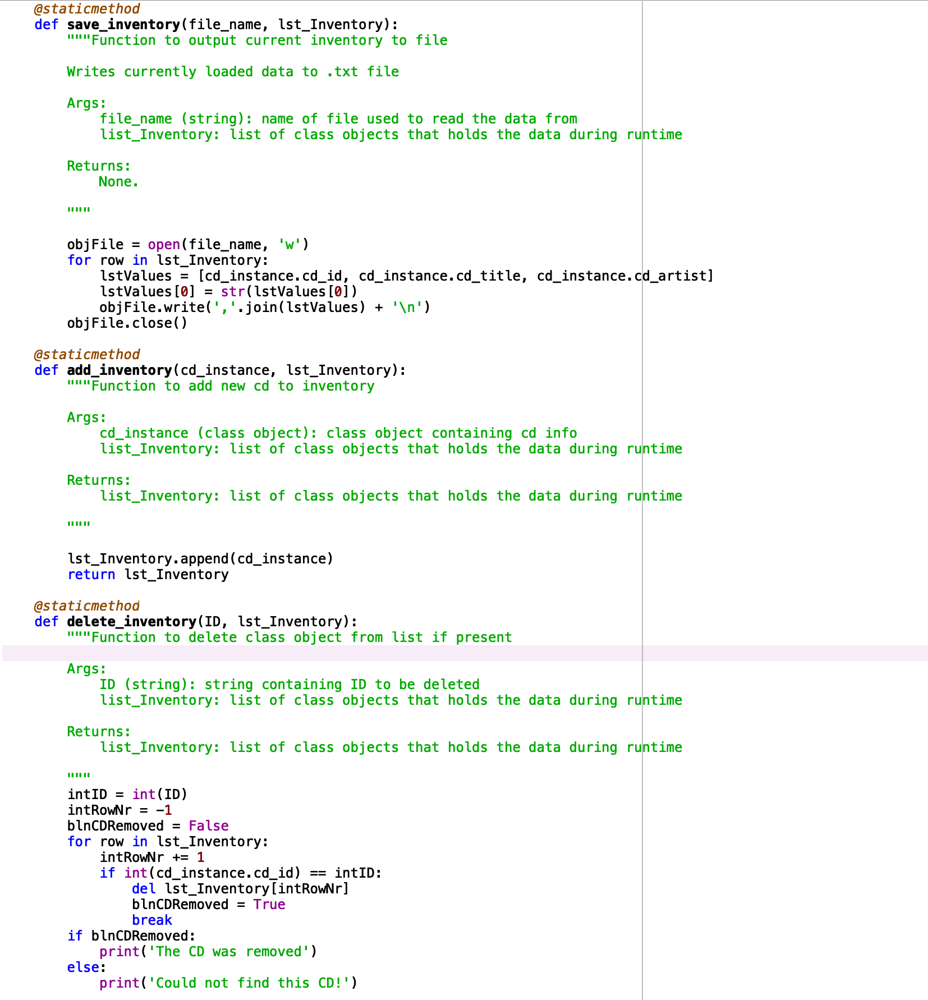 @staticmethod
def save_inventory(file_name, lst_Inventory):
    """Function to output current inventory to file

    Writes currently loaded data to .txt file

    Args:
        file_name (string): name of file used to read the data from
        list_Inventory: list of class objects that holds the data during runtime

    Returns:
        None.

    """

    objFile = open(file_name, 'w')
    for row in lst_Inventory:
        lstValues = [cd_instance.cd_id, cd_instance.cd_title, cd_instance.cd_artist]
        lstValues[0] = str(lstValues[0])
        objFile.write(','.join(lstValues) + '\n')
    objFile.close()

@staticmethod
def add_inventory(cd_instance, lst_Inventory):
    """Function to add new cd to inventory

    Args:
        cd_instance (class object): class object containing cd info
        list_Inventory: list of class objects that holds the data during runtime

    Returns:
        list_Inventory: list of class objects that holds the data during runtime

    """

    lst_Inventory.append(cd_instance)
    return lst_Inventory

@staticmethod
def delete_inventory(ID, lst_Inventory):
    """Function to delete class object from list if present

    Args:
        ID (string): string containing ID to be deleted
        list_Inventory: list of class objects that holds the data during runtime

    Returns:
        list_Inventory: list of class objects that holds the data during runtime

    """
    intID = int(ID)
    intRowNr = -1
    blnCDRemoved = False
    for row in lst_Inventory:
        intRowNr += 1
        if int(cd_instance.cd_id) == intID:
            del lst_Inventory[intRowNr]
            blnCDRemoved = True
            break
    if blnCDRemoved:
        print('The CD was removed')
    else:
        print('Could not find this CD!')